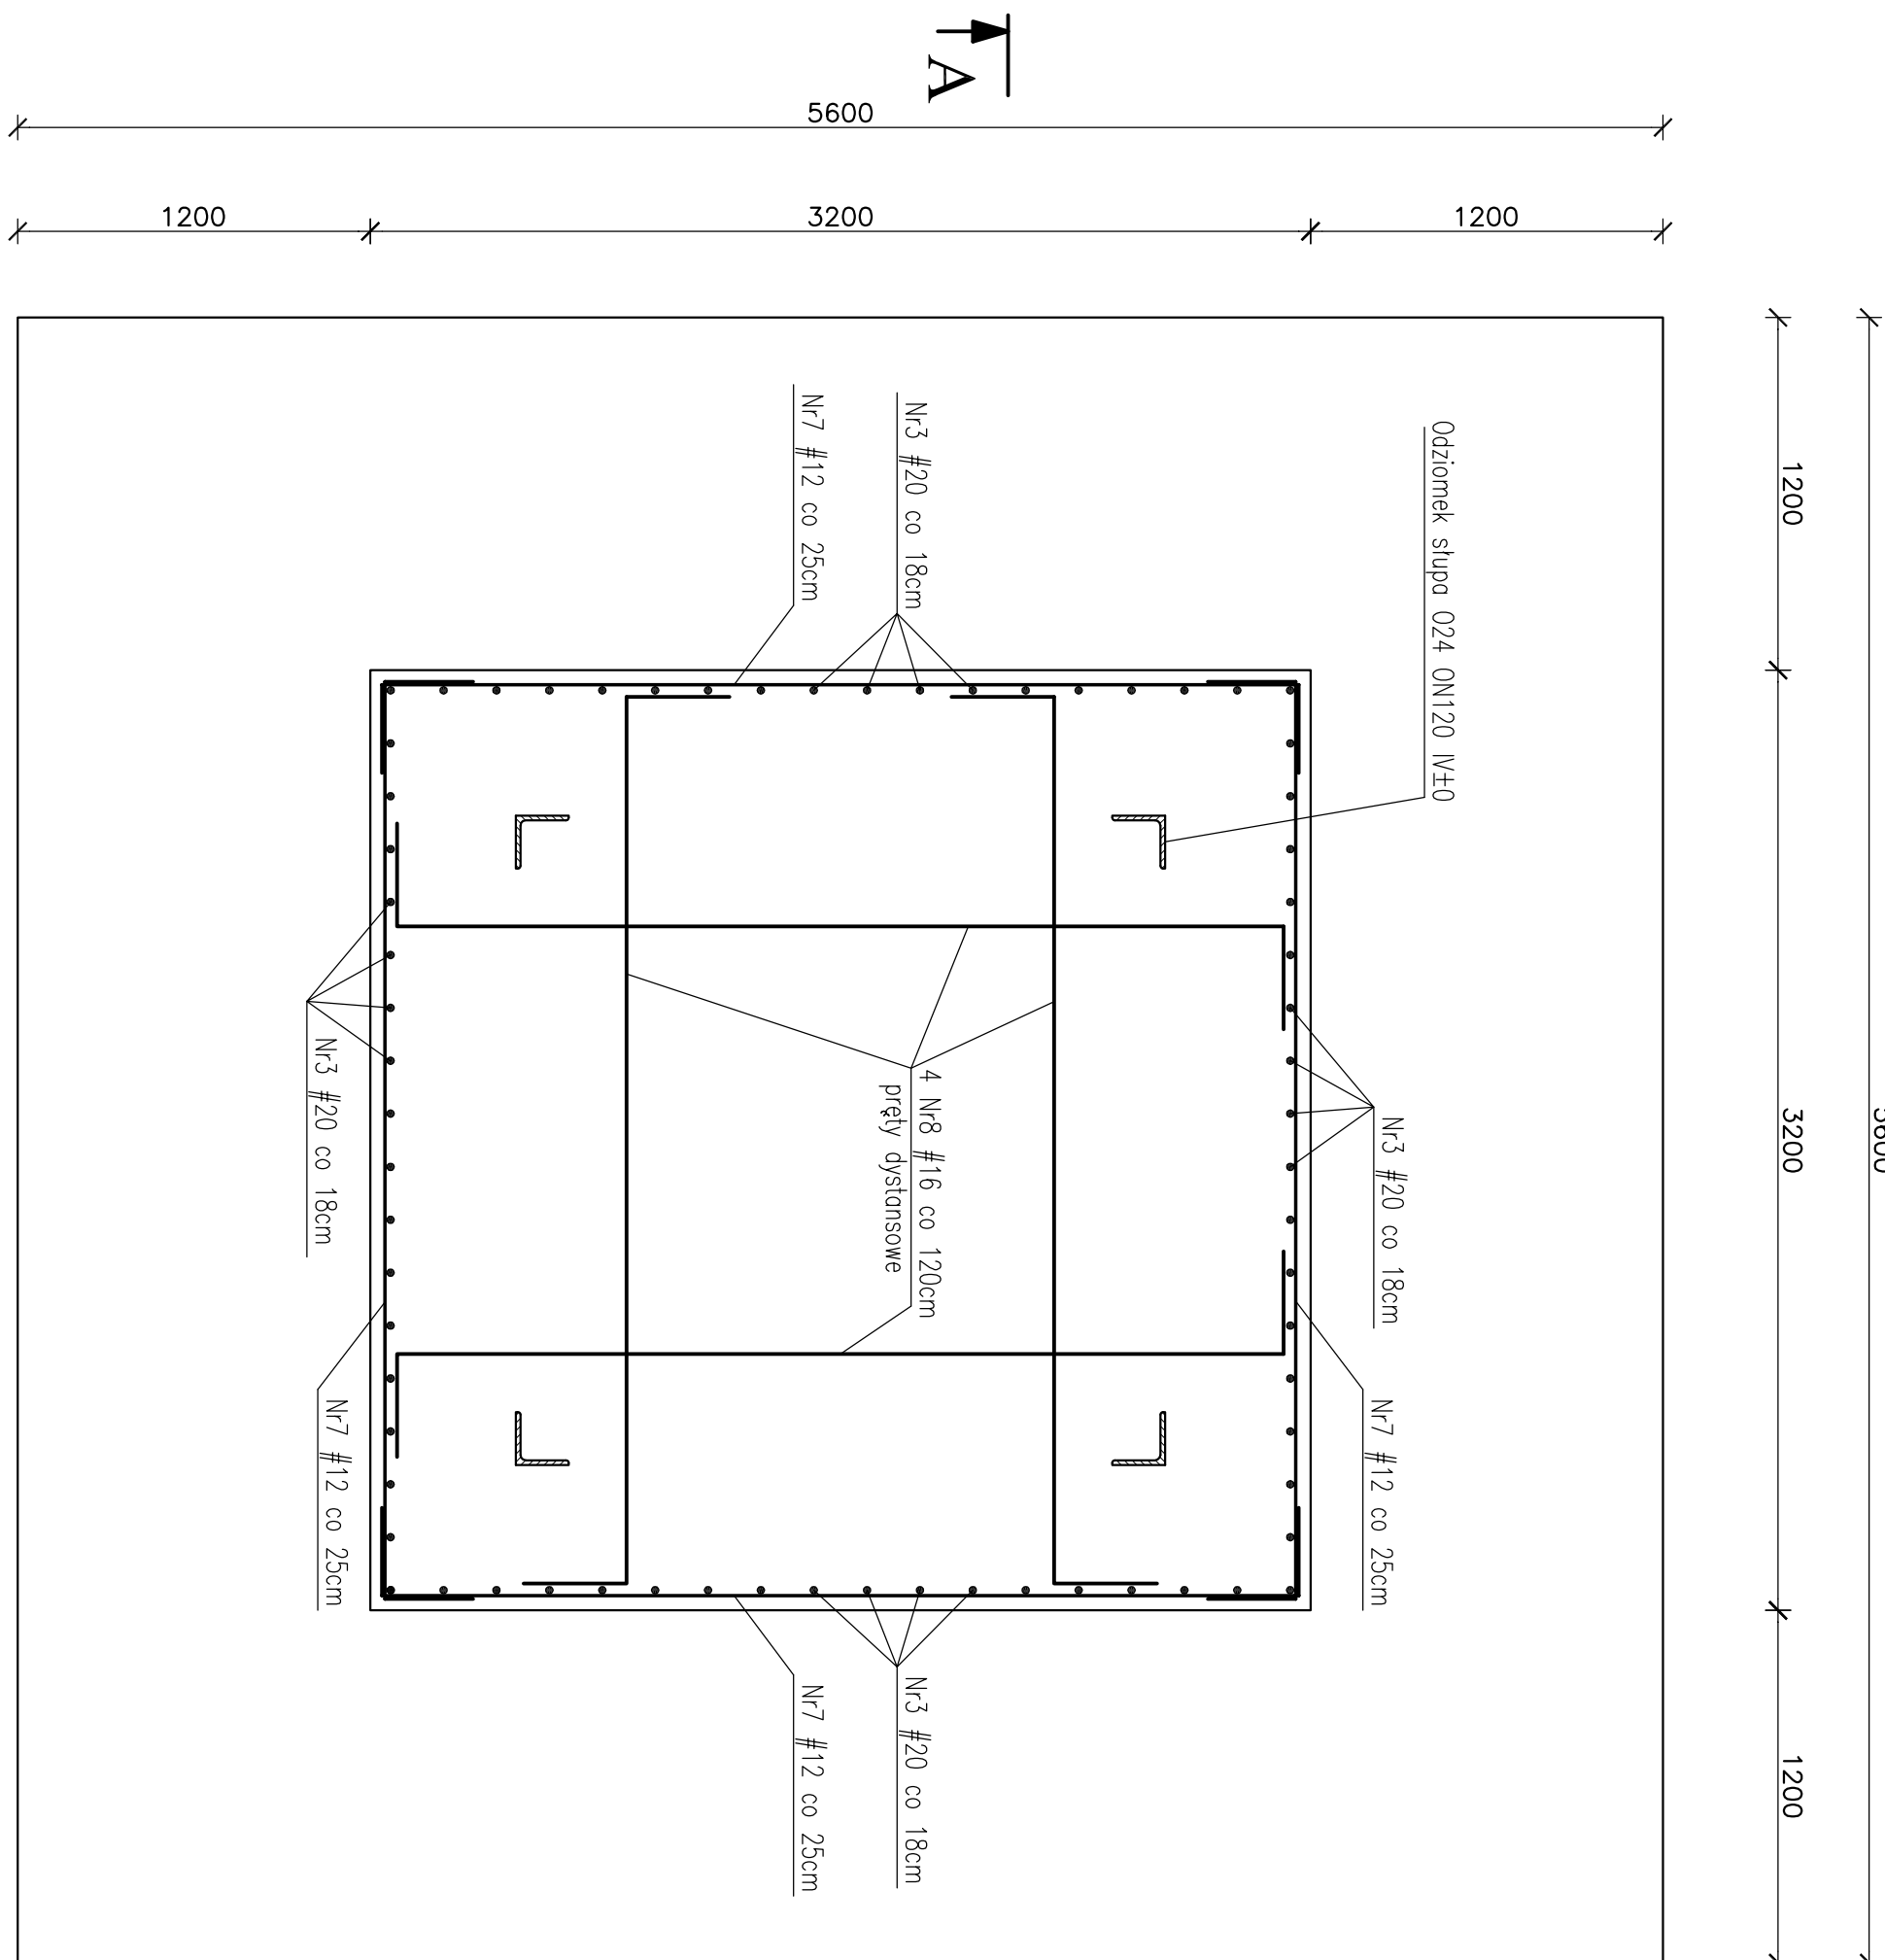 A
5600
1200
3200
1200
1200
3200
1200
5600
Odziomek słupa O24 ON120 IV±0
Nr3 #20 co 18cm
Nr7 #12 co 25cm
4 Nr8 #16 co 120cm
pręty dystansowe
Nr3 #20 co 18cm
Nr3 #20 co 18cm
Nr7 #12 co 25cm
Nr7 #12 co 25cm
Nr3 #20 co 18cm
Nr7 #12 co 25cm